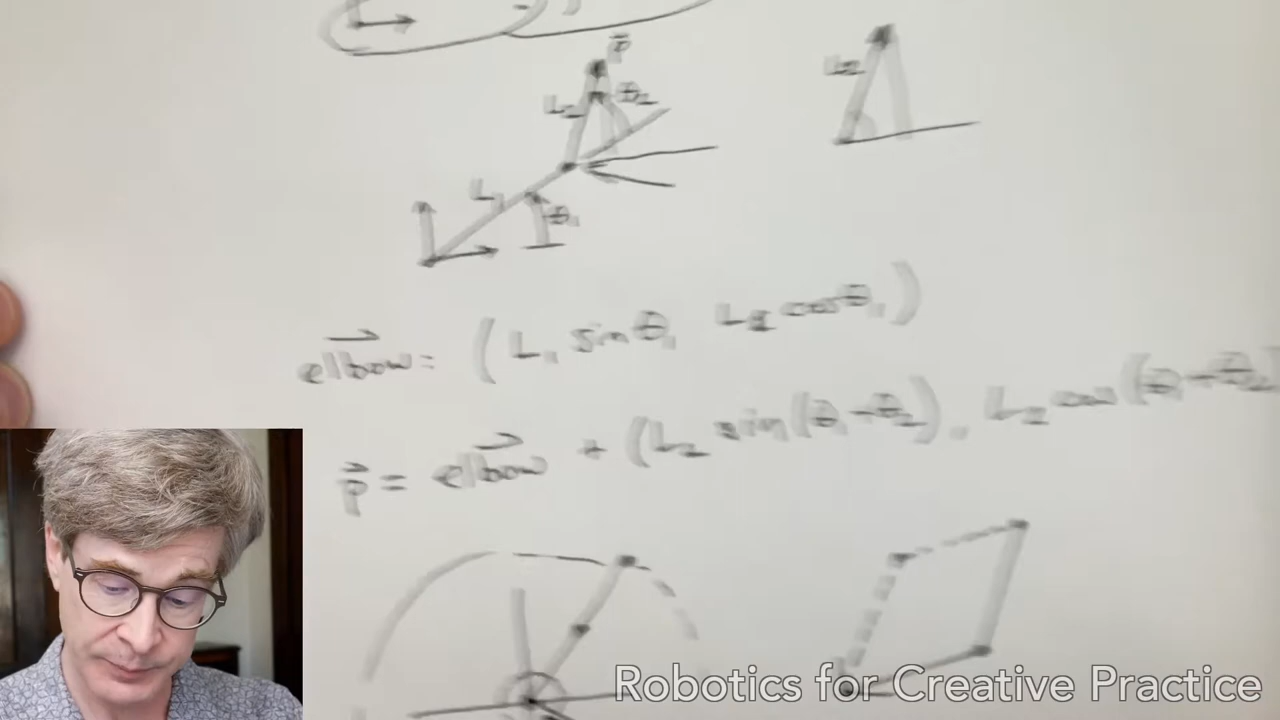 p
L₂ θ₂
L₂
L₁
θ₁
elbow = (L₁ sin θ₁ L₂ cos θ₁)
p = elbow + (L₂ sin(θ₁+θ₂), L₂ cos(θ₁+θ₂)
Robotics for Creative Practice